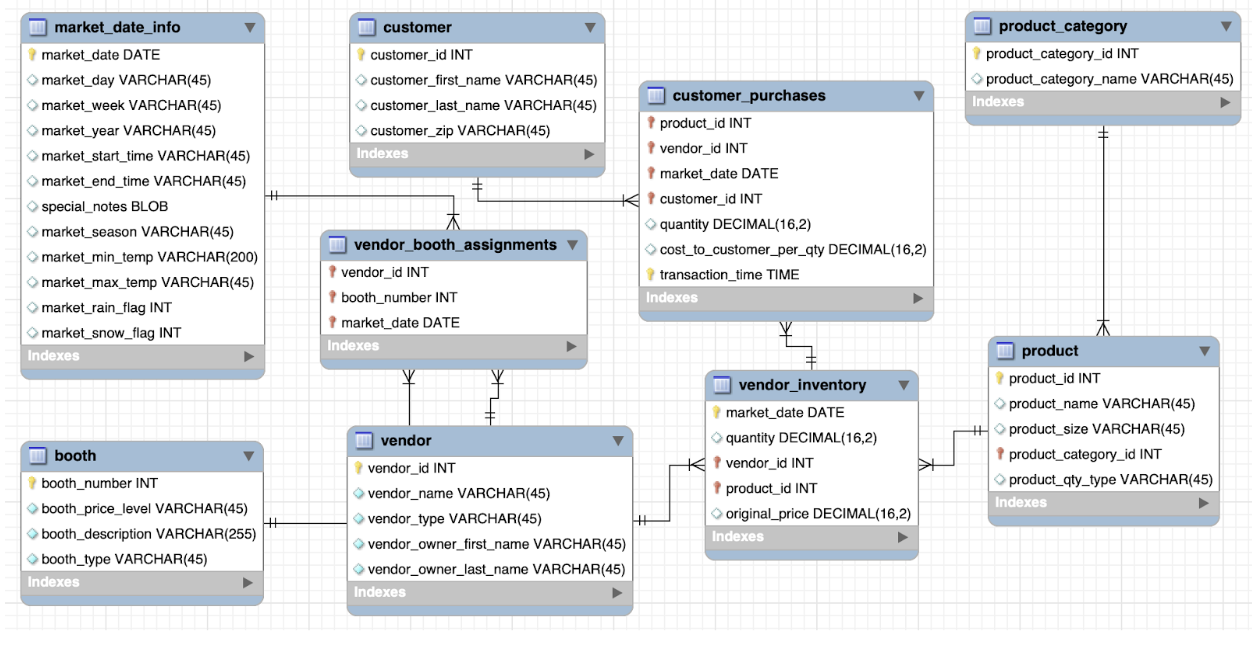 market_date_info
market_date DATE
market_day VARCHAR(45)
market_week VARCHAR(45)
market_year VARCHAR(45)
market_start_time VARCHAR(45)
market_end_time VARCHAR(45)
special_notes BLOB
market_season VARCHAR(45)
market_min_temp VARCHAR(200)
market_max_temp VARCHAR(45)
market_rain_flag INT
market_snow_flag INT
Indexes
customer
customer_id INT
customer_first_name VARCHAR(45)
customer_last_name VARCHAR(45)
customer_zip VARCHAR(45)
Indexes
customer_purchases
product_id INT
vendor_id INT
market_date DATE
customer_id INT
quantity DECIMAL(16,2)
cost_to_customer_per_qty DECIMAL(16,2)
transaction_time TIME
Indexes
product_category
product_category_id INT
product_category_name VARCHAR(45)
Indexes
vendor_booth_assignments
vendor_id INT
booth_number INT
market_date DATE
Indexes
booth
booth_number INT
booth_price_level VARCHAR(45)
booth_description VARCHAR(255)
booth_type VARCHAR(45)
Indexes
vendor
vendor_id INT
vendor_name VARCHAR(45)
vendor_type VARCHAR(45)
vendor_owner_first_name VARCHAR(45)
vendor_owner_last_name VARCHAR(45)
Indexes
vendor_inventory
market_date DATE
quantity DECIMAL(16,2)
vendor_id INT
product_id INT
original_price DECIMAL(16,2)
Indexes
product
product_id INT
product_name VARCHAR(45)
product_size VARCHAR(45)
product_category_id INT
product_qty_type VARCHAR(45)
Indexes